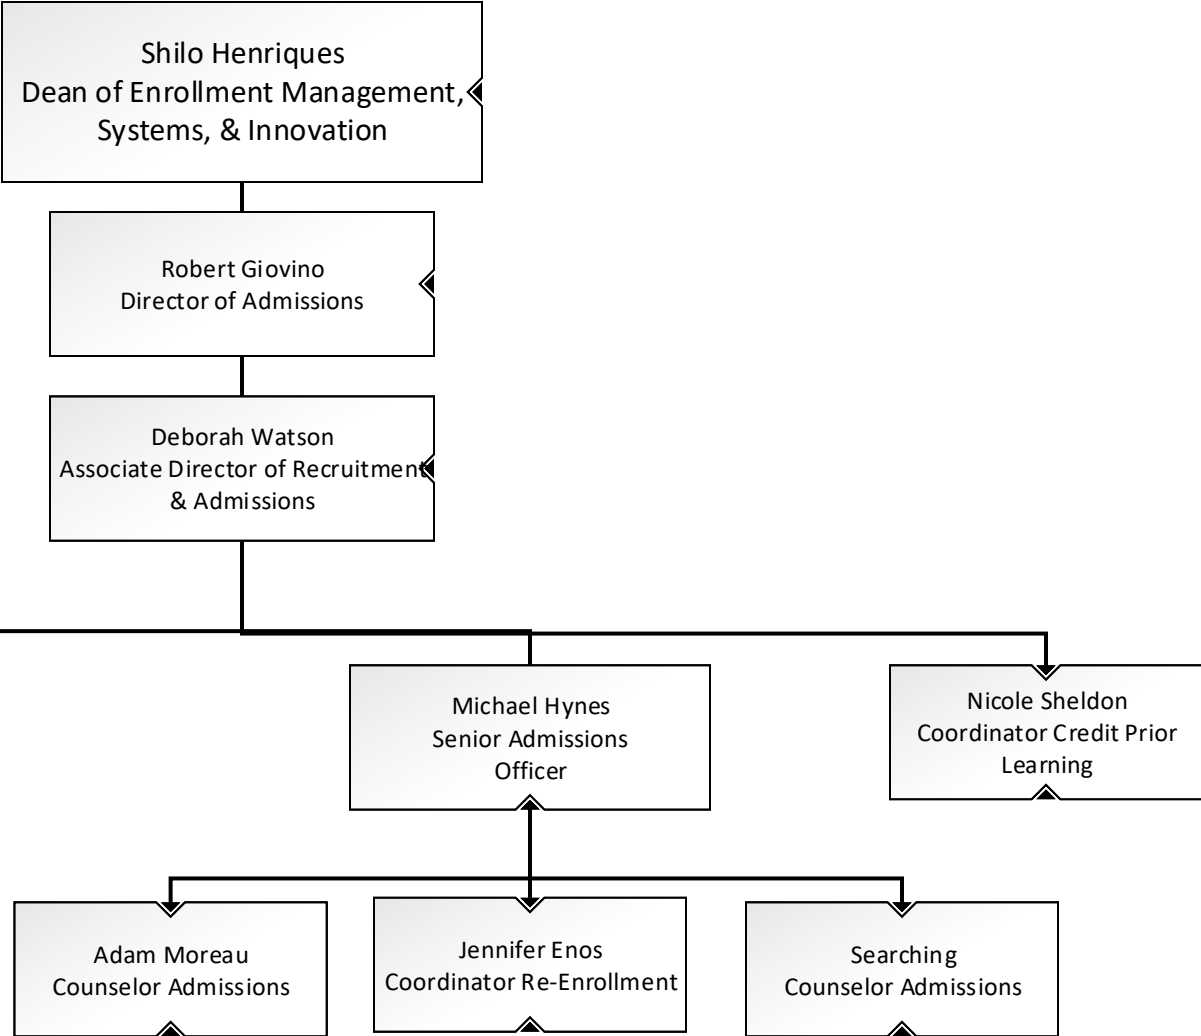 Shilo Henriques
Dean of Enrollment Management,
Systems, & Innovation
Robert Giovino
Director of Admissions
Deborah Watson
Associate Director of Recruitment
& Admissions
Michael Hynes
Senior Admissions
Officer
Nicole Sheldon
Coordinator Credit Prior
Learning
Adam Moreau
Counselor Admissions
Jennifer Enos
Coordinator Re-Enrollment
Searching
Counselor Admissions